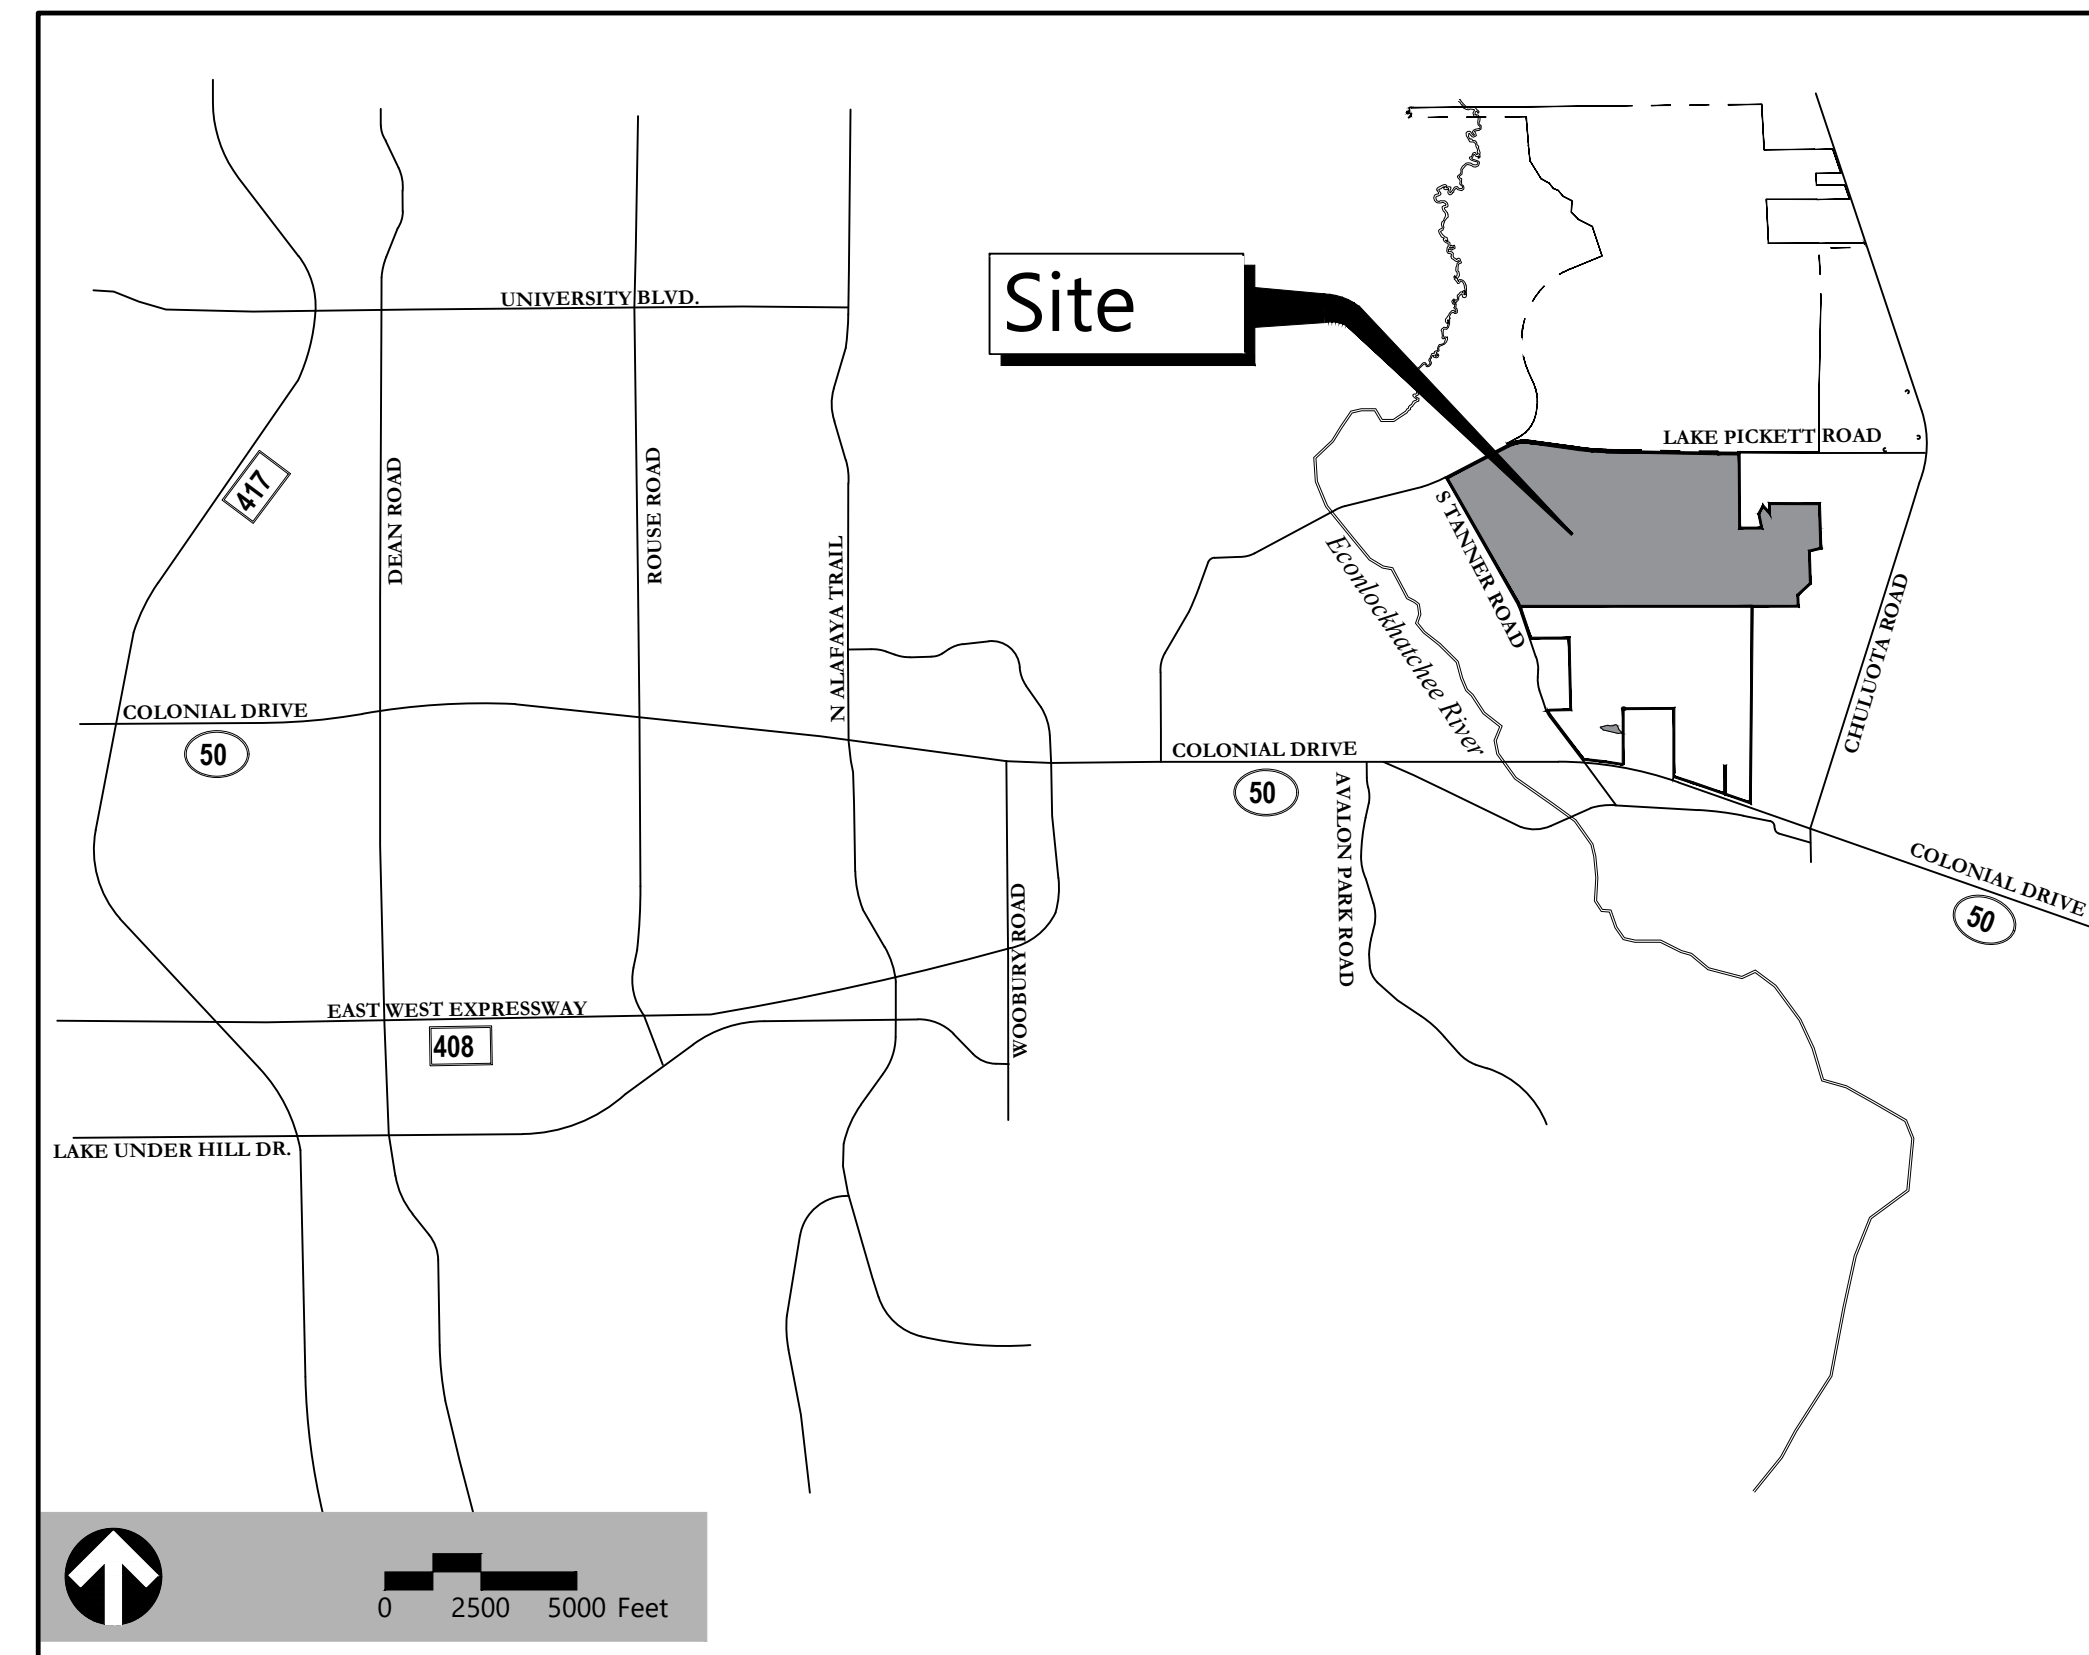 UNIVERSITY BLVD.
Site
LAKE PICKETT ROAD
417
DEAN ROAD
ROUSE ROAD
N ALAFAYA TRAIL
S TANNER ROAD
Econlockhatchee River
CHULUOTA ROAD
COLONIAL DRIVE
50
COLONIAL DRIVE
50
AVALON PARK ROAD
COLONIAL DRIVE
50
WOOBURY ROAD
EAST WEST EXPRESSWAY
408
LAKE UNDER HILL DR.
0 2500 5000 Feet